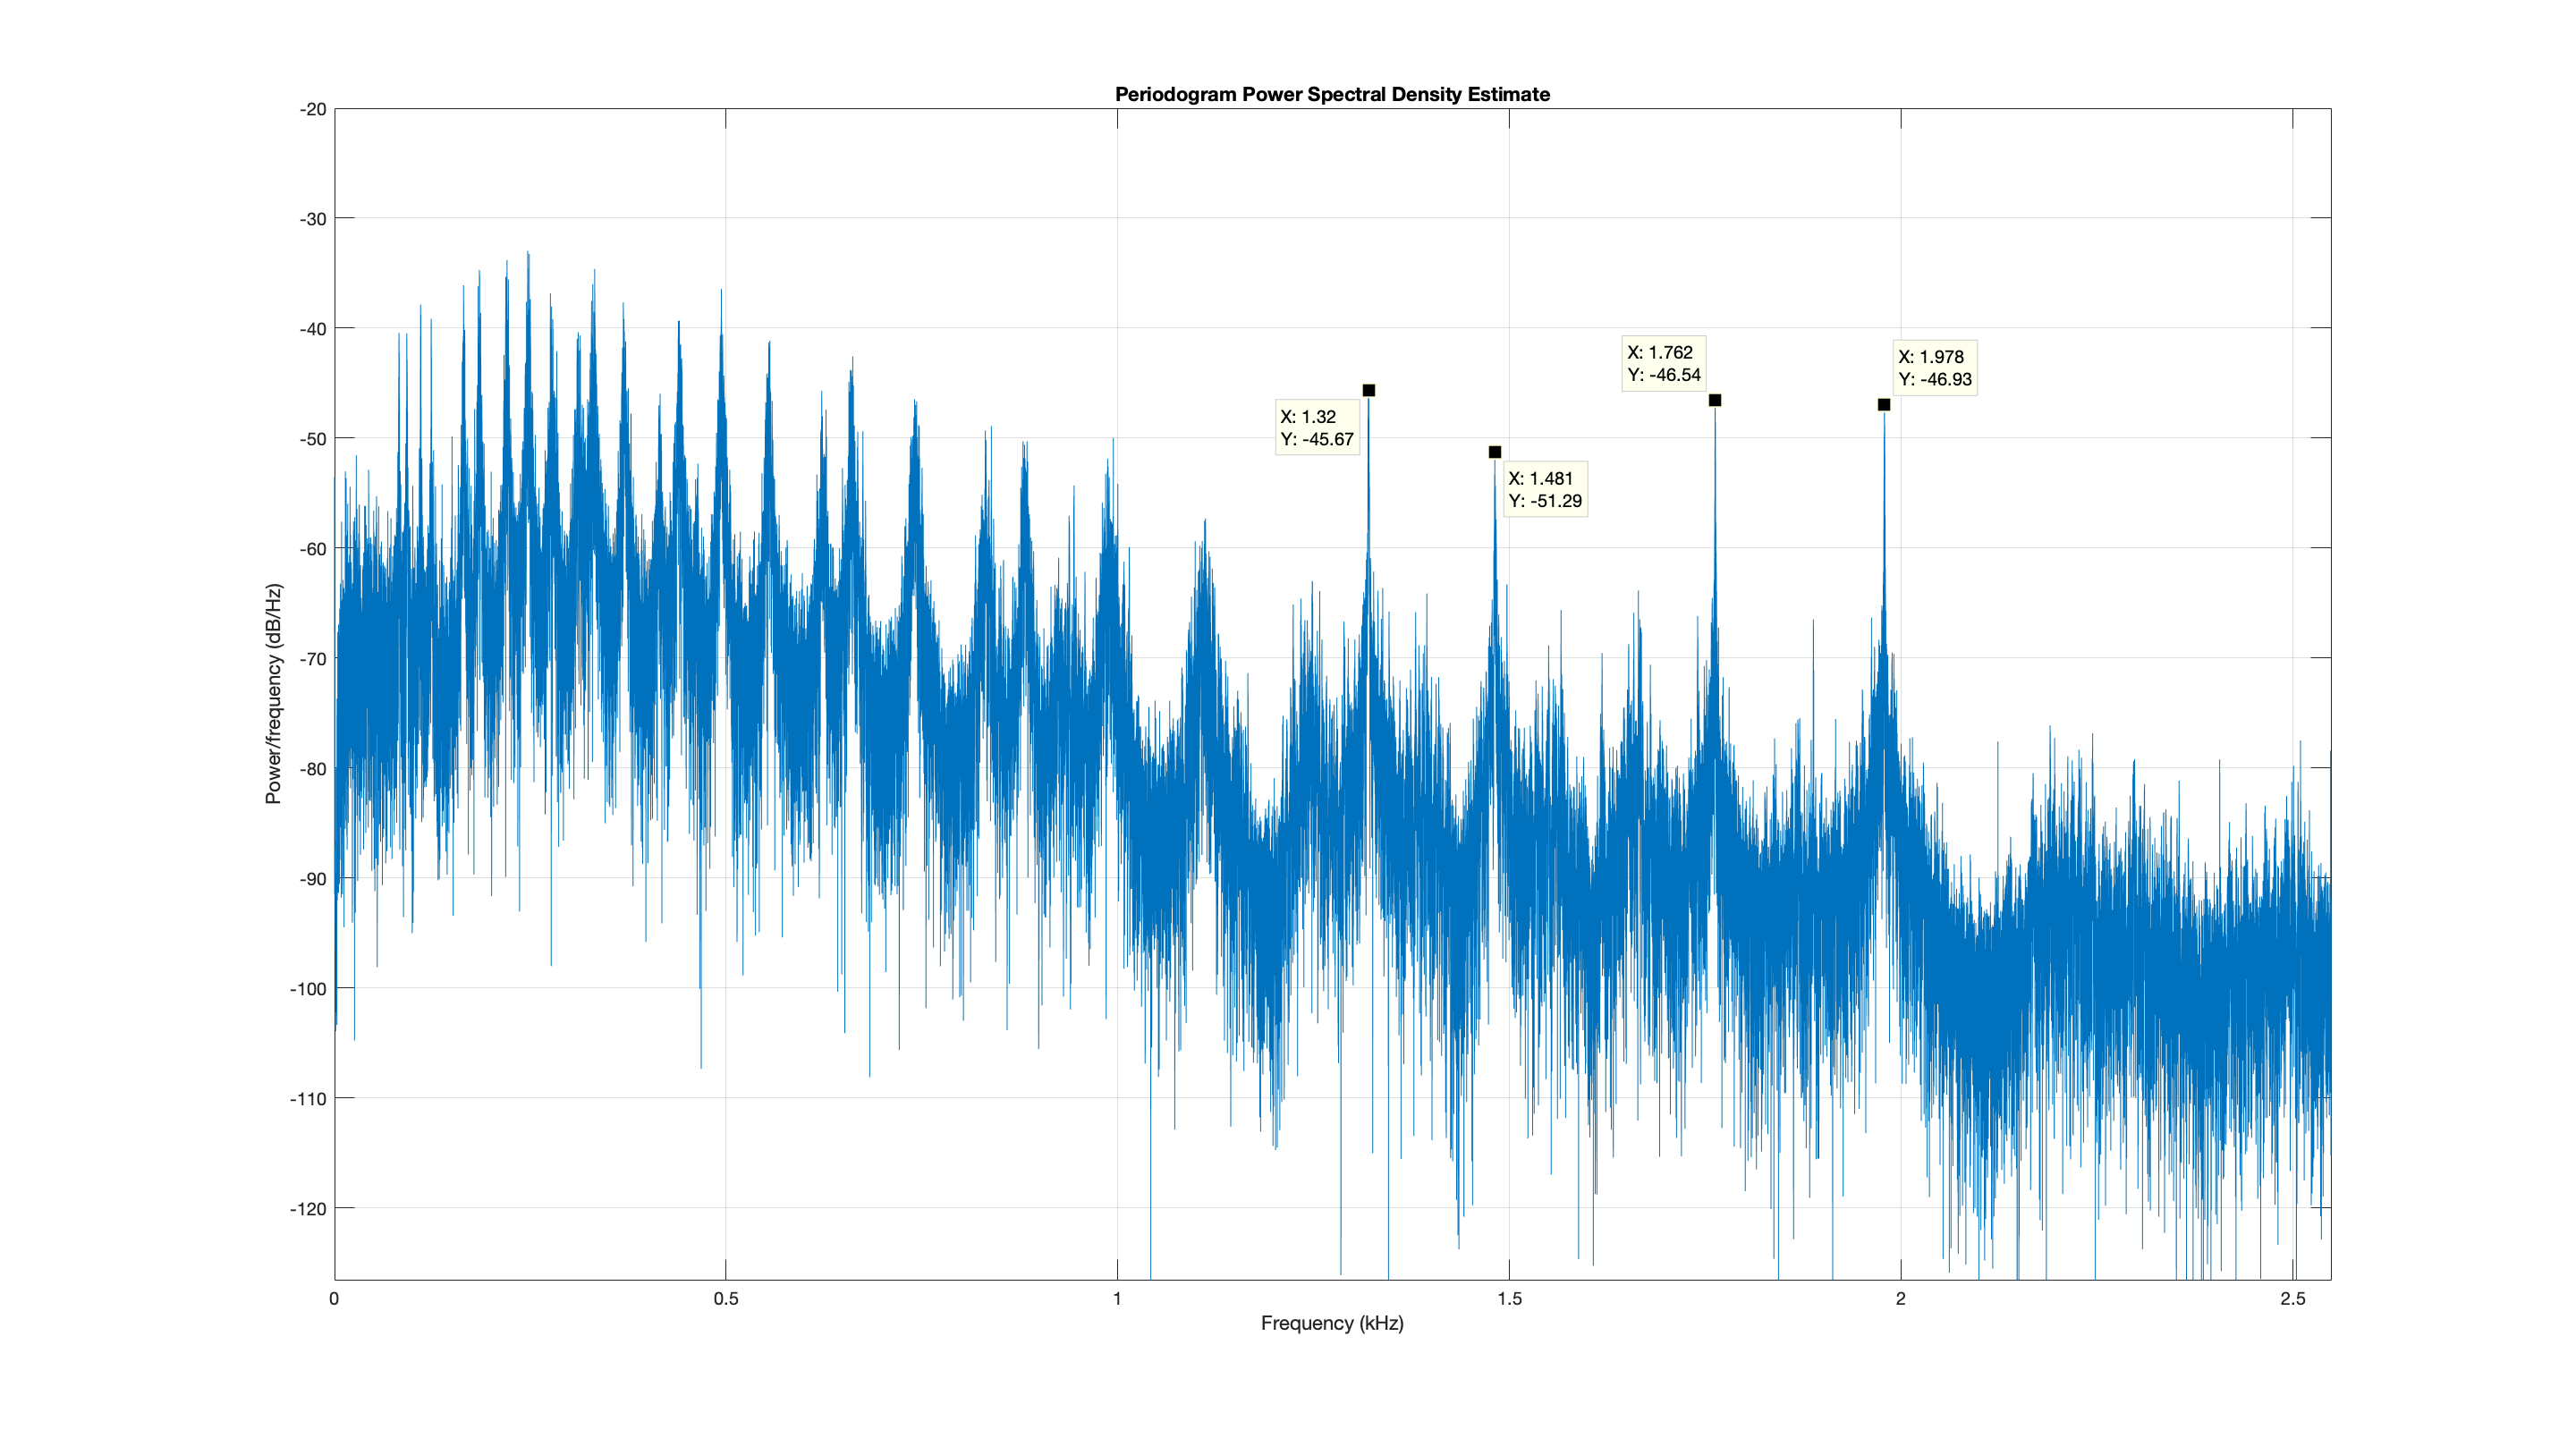 Periodogram Power Spectral Density Estimate
-20
-30
-40
-50
-60
-70
-80
-90
-100
-110
-120
Power/frequency (dB/Hz)
X: 1.32
Y: -45.67
X: 1.481
Y: -51.29
X: 1.762
Y: -46.54
X: 1.978
Y: -46.93
0
0.5
1
1.5
2
2.5
Frequency (kHz)